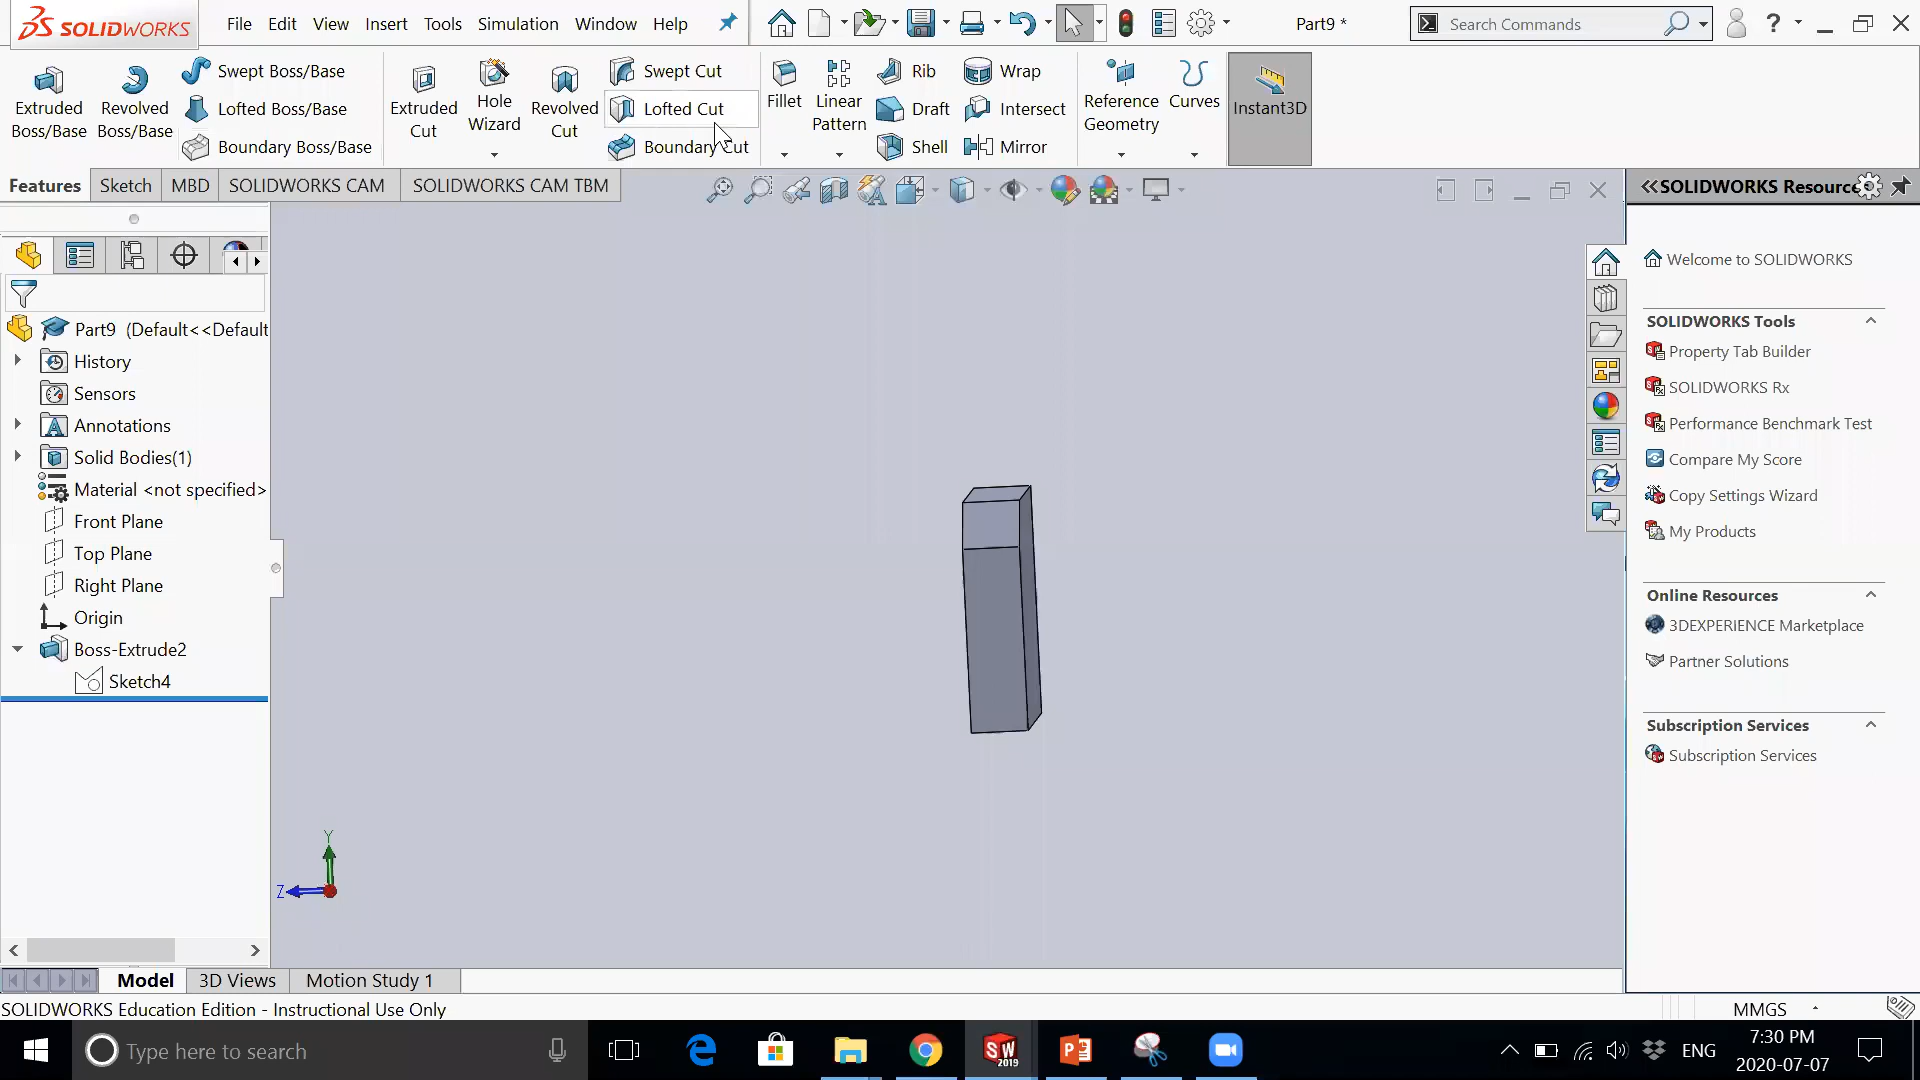 SOLIDWORKS File Edit View Insert Tools Simulation Window Help Part9 * Search Commands ?
Extruded Boss/Base
Revolved Boss/Base
Swept Boss/Base
Lofted Boss/Base
Boundary Boss/Base
Extruded Cut
Hole Wizard
Revolved Cut
Swept Cut
Lofted Cut
Boundary Cut
Fillet
Linear Pattern
Rib
Draft
Shell
Wrap
Intersect
Mirror
Reference Geometry
Curves
Instant3D
Features Sketch MBD SOLIDWORKS CAM SOLIDWORKS CAM TBM
Part9 (Default<<Default
History
Sensors
Annotations
Solid Bodies(1)
Material <not specified>
Front Plane
Top Plane
Right Plane
Origin
Boss-Extrude2
Sketch4
Y
Z
SOLIDWORKS Resourc
Welcome to SOLIDWORKS
SOLIDWORKS Tools
Property Tab Builder
SOLIDWORKS Rx
Performance Benchmark Test
Compare My Score
Copy Settings Wizard
My Products
Online Resources
3DEXPERIENCE Marketplace
Partner Solutions
Subscription Services
Subscription Services
Model 3D Views Motion Study 1
SOLIDWORKS Education Edition - Instructional Use Only MMGS
Type here to search
SW 2019
ENG
7:30 PM
2020-07-07